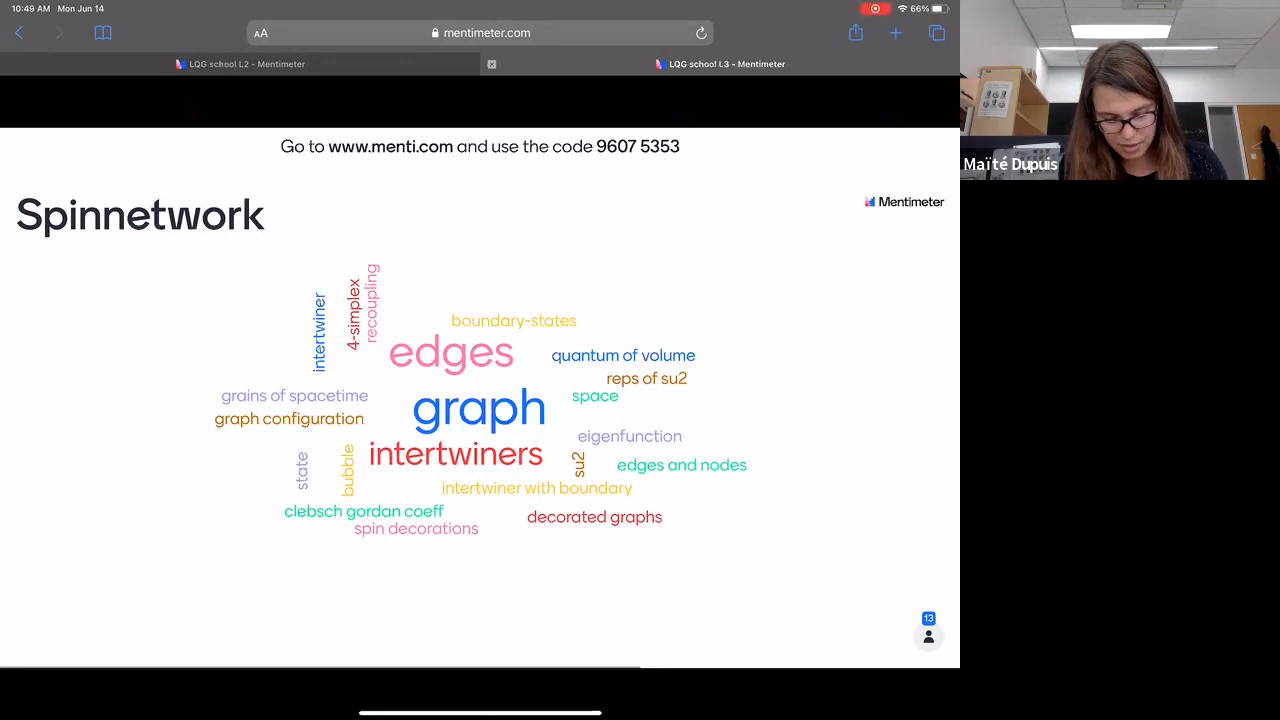 10:49 AM Mon Jun 14
66%
AA
mentimeter.com
LQG school L2 - Mentimeter
LQG school L3 - Mentimeter
Maïté Dupuis
Go to www.menti.com and use the code 9607 5353
Mentimeter
Spinnetwork
intertwiner
4-simplex
recoupling
boundary-states
edges
quantum of volume
reps of su2
grains of spacetime
space
graph configuration
graph
eigenfunction
intertwiners
su2
edges and nodes
state
bubble
intertwiner with boundary
clebsch gordan coeff
decorated graphs
spin decorations
13